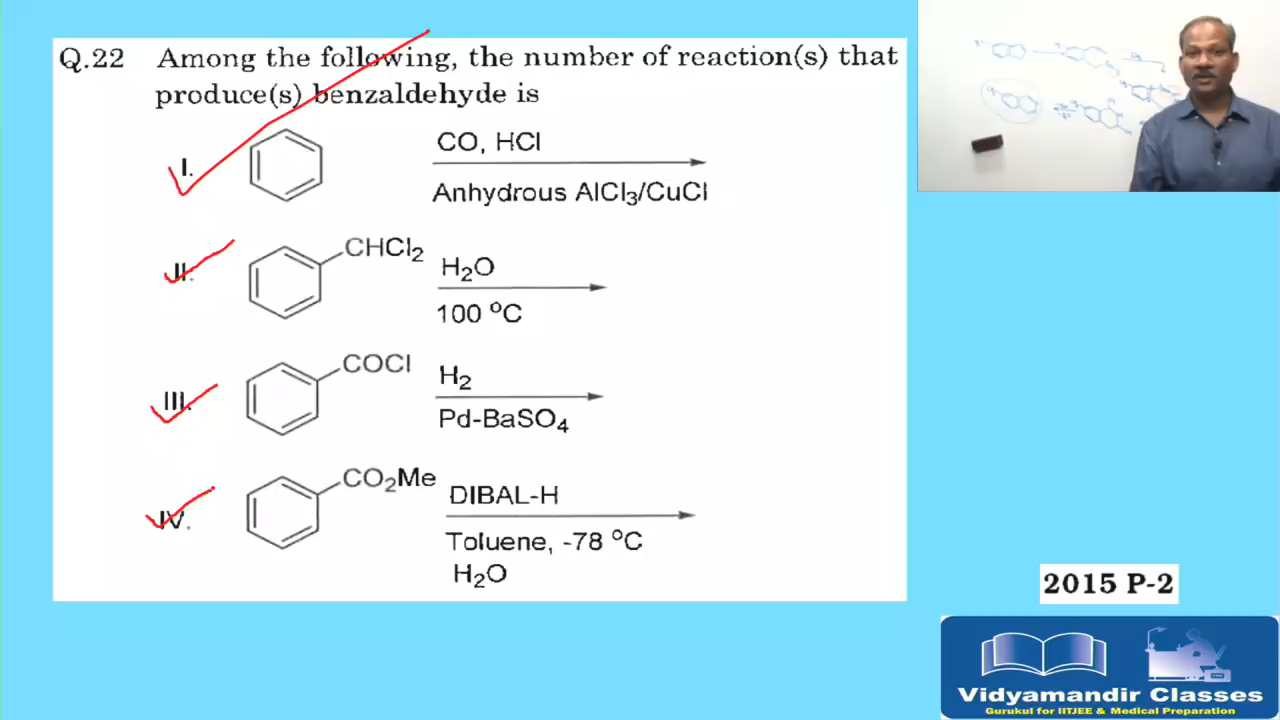 Q.22 Among the following, the number of reaction(s) that
produce(s) benzaldehyde is
I.
CO, HCl
Anhydrous AlCl₃/CuCl
II.
CHCl₂
H₂O
100 °C
III.
COCl
H₂
Pd-BaSO₄
IV.
CO₂Me
DIBAL-H
Toluene, -78 °C
H₂O
2015 P-2
Vidyamandir Classes
Gurukul for IITJEE & Medical Preparation